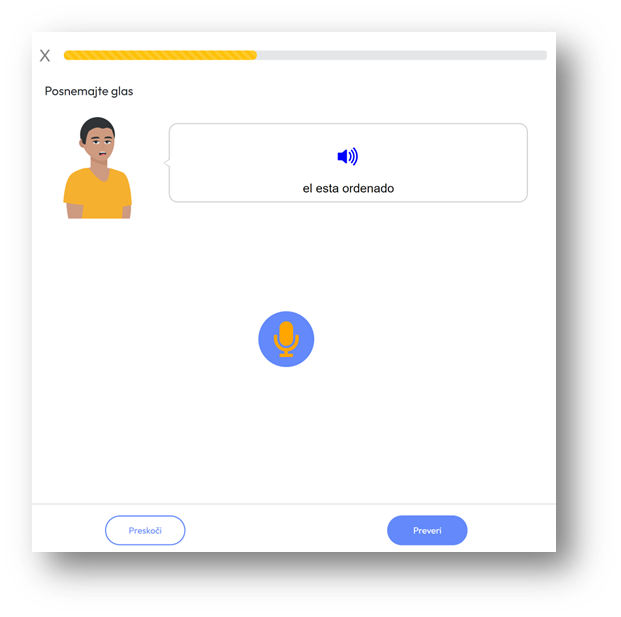 X
Posnemajte glas
el esta ordenado
Preskoči
Preveri